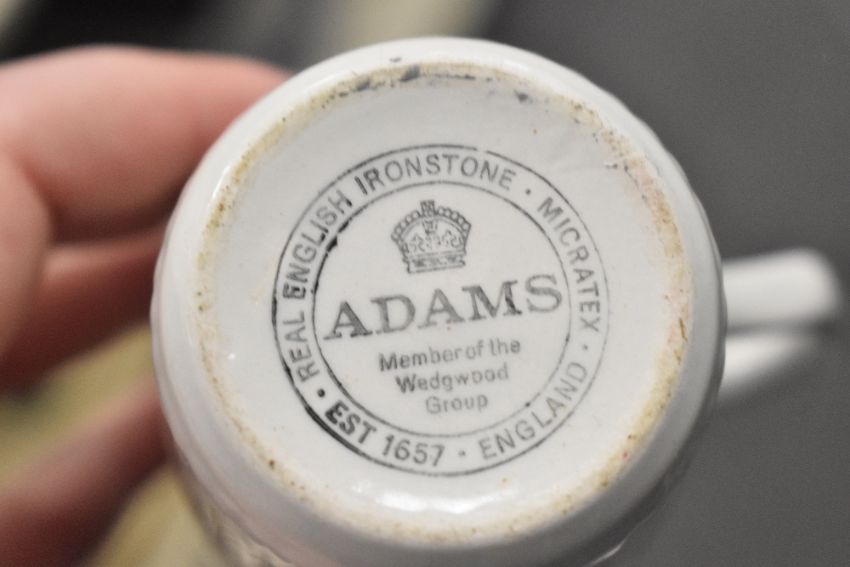 REAL ENGLISH IRONSTONE · MICRATEX · ENGLAND · EST 1657 ·
ADAMS
Member of the
Wedgwood
Group